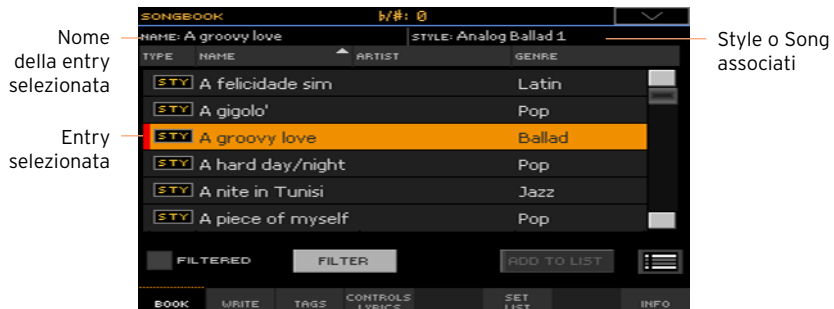 SONGBOOK ♭/#: 0
NAME: A groovy love STYLE: Analog Ballad 1
TYPE NAME ARTIST GENRE
STY A felicidade sim Latin
STY A gigolo' Pop
STY A groovy love Ballad
STY A hard day/night Pop
STY A nite in Tunisi Jazz
STY A piece of myself Pop
FILTERED FILTER ADD TO LIST
BOOK WRITE TAGS CONTROLS LYRICS SET LIST INFO
Nome
della entry
selezionata
Entry
selezionata
Style o Song
associati